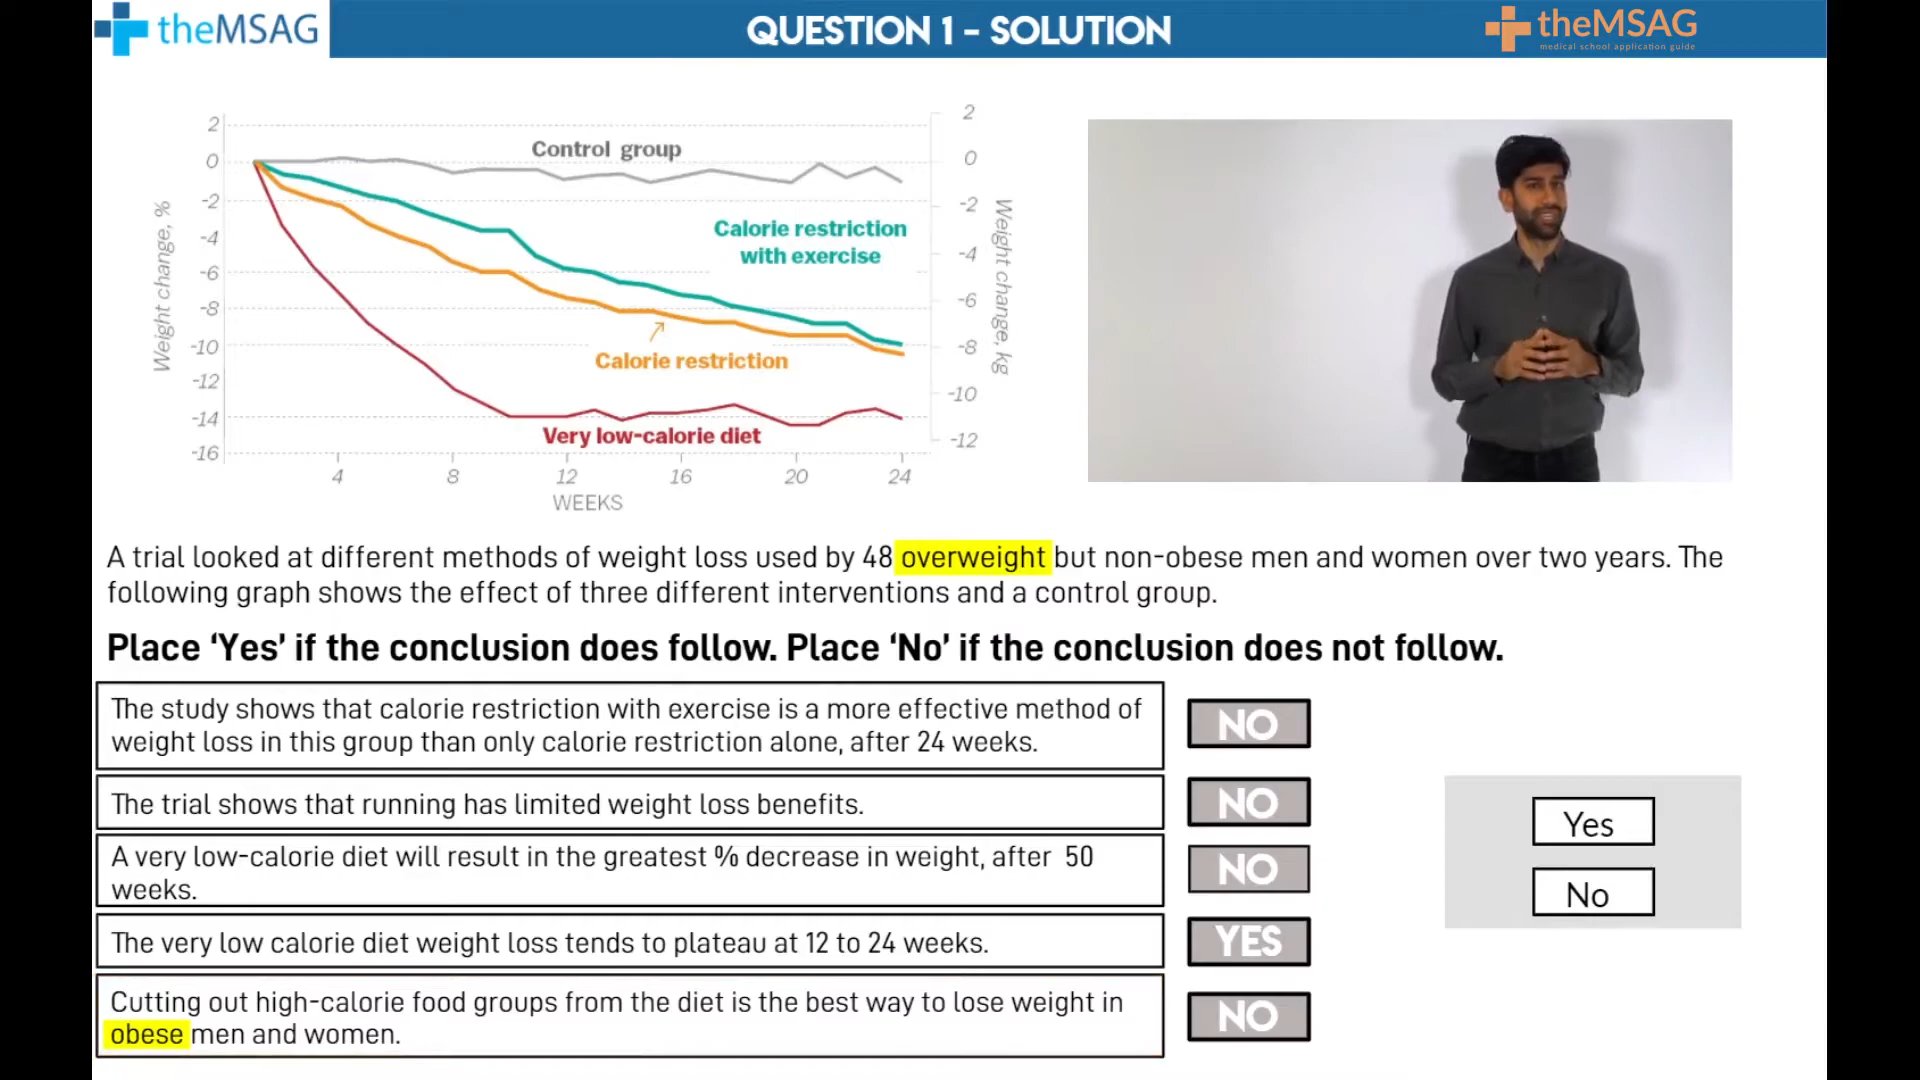 theMSAG
QUESTION 1 - SOLUTION
theMSAG
medical school application guide
2
0
-2
-4
-6
-8
-10
-12
-14
-16
Weight change, %
Control group
Calorie restriction
with exercise
Calorie restriction
Very low-calorie diet
2
0
-2
-4
-6
-8
-10
-12
Weight change, kg
4 8 12 16 20 24
WEEKS
A trial looked at different methods of weight loss used by 48 overweight but non-obese men and women over two years. The
following graph shows the effect of three different interventions and a control group.
Place ‘Yes’ if the conclusion does follow. Place ‘No’ if the conclusion does not follow.
The study shows that calorie restriction with exercise is a more effective method of
weight loss in this group than only calorie restriction alone, after 24 weeks.
NO
The trial shows that running has limited weight loss benefits.
NO
A very low-calorie diet will result in the greatest % decrease in weight, after 50
weeks.
NO
The very low calorie diet weight loss tends to plateau at 12 to 24 weeks.
YES
Cutting out high-calorie food groups from the diet is the best way to lose weight in
obese men and women.
NO
Yes
No